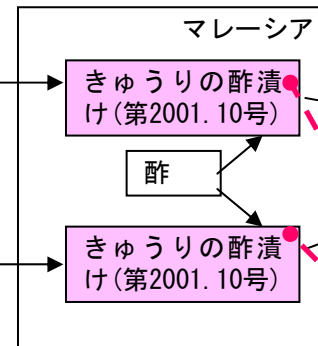 マレーシア
きゅうりの酢漬
け(第2001.10号)
酢
きゅうりの酢漬
け(第2001.10号)